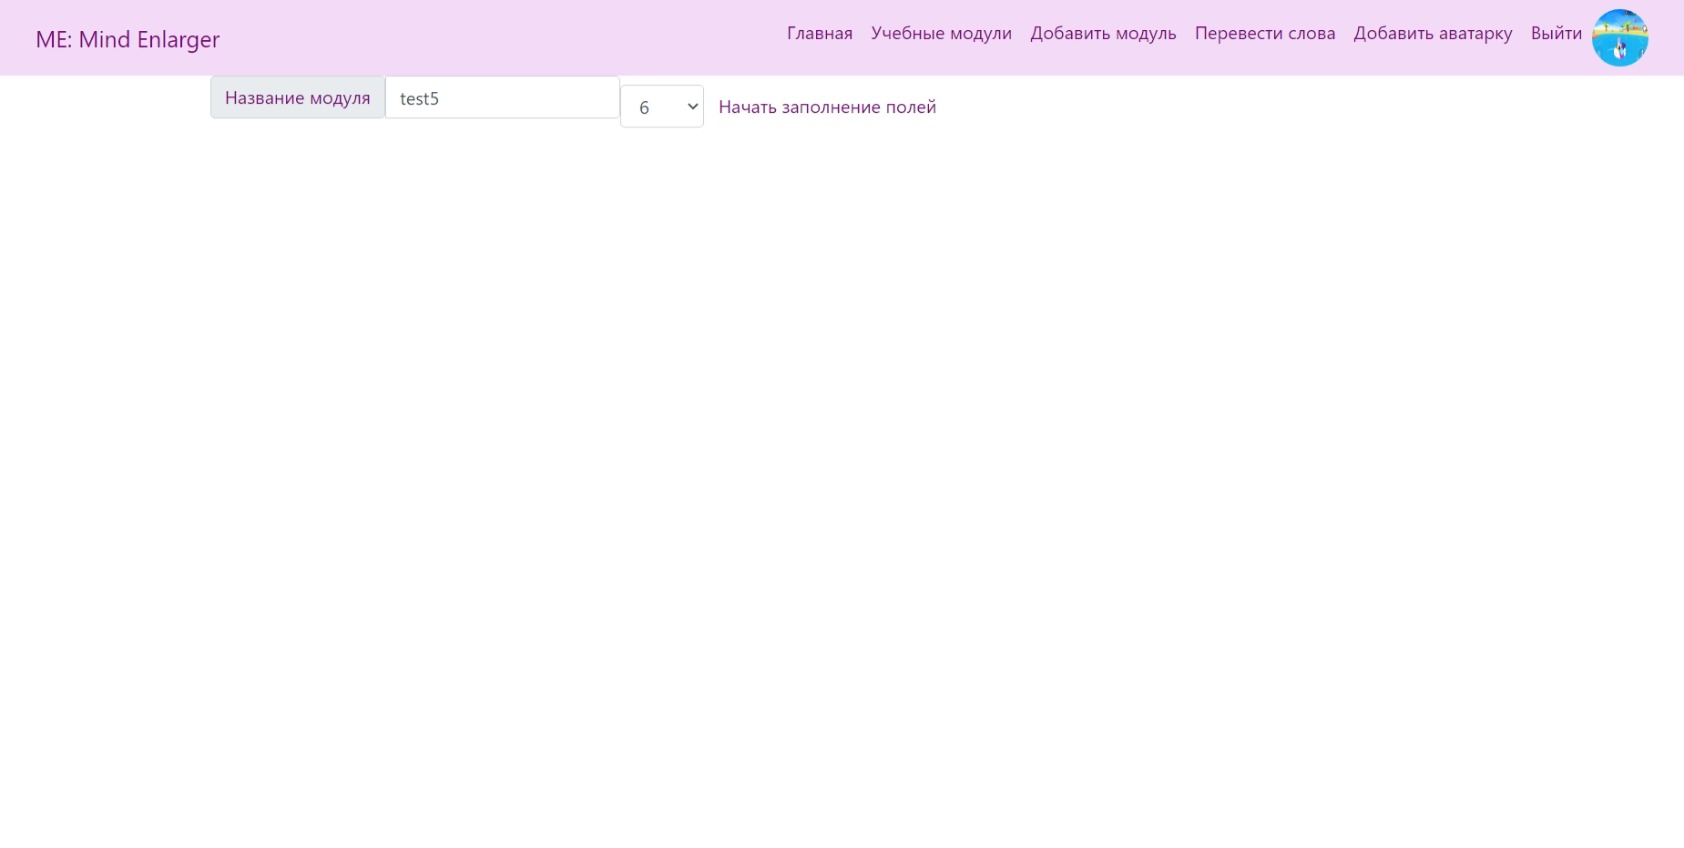 ME: Mind Enlarger
Главная Учебные модули Добавить модуль Перевести слова Добавить аватарку Выйти
Название модуля test5 6 Начать заполнение полей